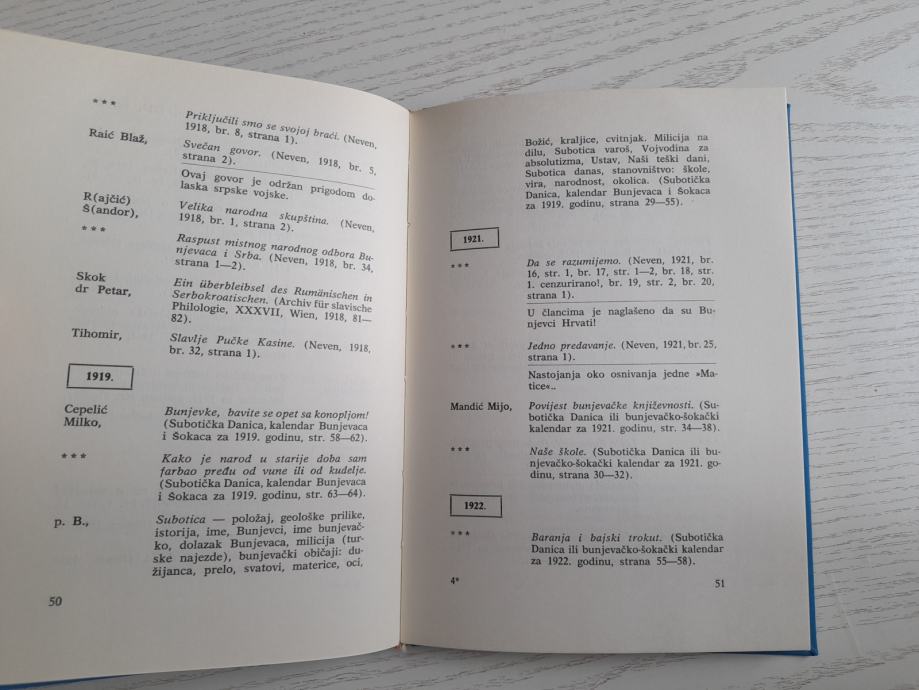 ***
Priključili smo se svojoj braći. (Neven,
1918, br. 8, strana 1).
Raić Blaž,
Svečan govor. (Neven, 1918, br. 5,
strana 2).
Ovaj govor je održan prigodom do-
laska srpske vojske.
R(ajčić)
Š(andor),
Velika narodna skupština. (Neven,
1918, br. 1, strana 2).
***
Raspust mistnog narodnog odbora Bu-
njevaca i Srba. (Neven, 1918, br. 34,
strana 1—2).
Skok
dr Petar,
Ein überbleibsel des Rumänischen in
Serbokroatischen. (Archiv für slavische
Philologie, XXXVII, Wien, 1918, 81—
82).
Tihomir,
Slavlje Pučke Kasine. (Neven, 1918,
br. 32, strana 1).
1919.
Cepelić
Milko,
Bunjevke, bavite se opet sa konopljom!
(Subotička Danica, kalendar Bunjevaca
i Šokaca za 1919. godinu, str. 58—62).
***
Kako je narod u starije doba sam
farbao pređu od vune ili od kudelje.
(Subotička Danica, kalendar Bunjevaca
i Šokaca za 1919. godinu, str. 63—64).
p. B.,
Subotica — položaj, geološke prilike,
istorija, ime, Bunjevci, ime bunjevač-
ko, dolazak Bunjevaca, milicija (tur-
ske najezde), bunjevački običaji: du-
žijanca, prelo, svatovi, materice, oci,
50
Božić, kraljice, cvitnjak. Milicija na
dilu, Subotica varoš, Vojvodina za
absolutizma, Ustav, Naši teški dani,
Subotica danas, stanovništvo: škole,
vira, narodnost, okolica. (Subotička
Danica, kalendar Bunjevaca i Šokaca
za 1919. godinu, strana 29—55).
1921.
***
Da se razumijemo. (Neven, 1921, br.
16, str. 1, br. 17, str. 1—2, br. 18, str.
1. cenzurirano!, br. 19, str. 2, br. 20,
strana 1).
U člancima je naglašeno da su Bu-
njevci Hrvati!
***
Jedno predavanje. (Neven, 1921, br. 25,
strana 1).
Nastojanja oko osnivanja jedne »Ma-
tice«..
Mandić Mijo,
Povijest bunjevačke književnosti. (Su-
botička Danica ili bunjevačko-šokački
kalendar za 1921. godinu, str. 34—38).
***
Naše škole. (Subotička Danica ili bu-
njevačko-šokački kalendar za 1921. go-
dinu, strana 30—32).
1922.
***
Baranja i bajski trokut. (Subotička
Danica ili bunjevačko-šokački kalendar
za 1922. godinu, strana 55—58).
4*
51